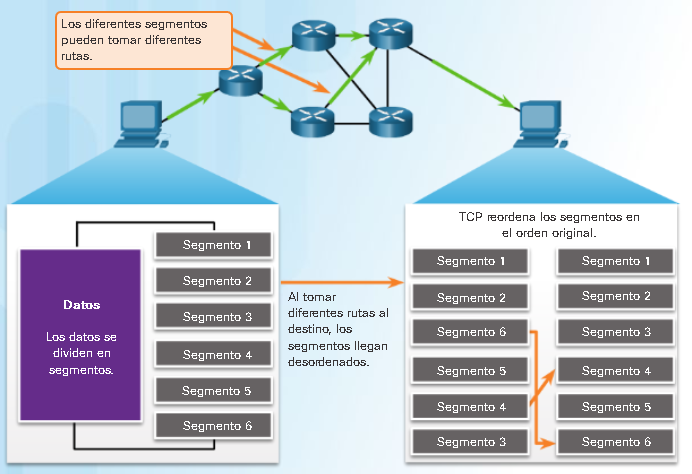 Los diferentes segmentos
pueden tomar diferentes
rutas.
Datos
Los datos se
dividen en
segmentos.
Segmento 1
Segmento 2
Segmento 3
Segmento 4
Segmento 5
Segmento 6
Al tomar
diferentes rutas al
destino, los
segmentos llegan
desordenados.
TCP reordena los segmentos en
el orden original.
Segmento 1
Segmento 2
Segmento 6
Segmento 5
Segmento 4
Segmento 3
Segmento 1
Segmento 2
Segmento 3
Segmento 4
Segmento 5
Segmento 6